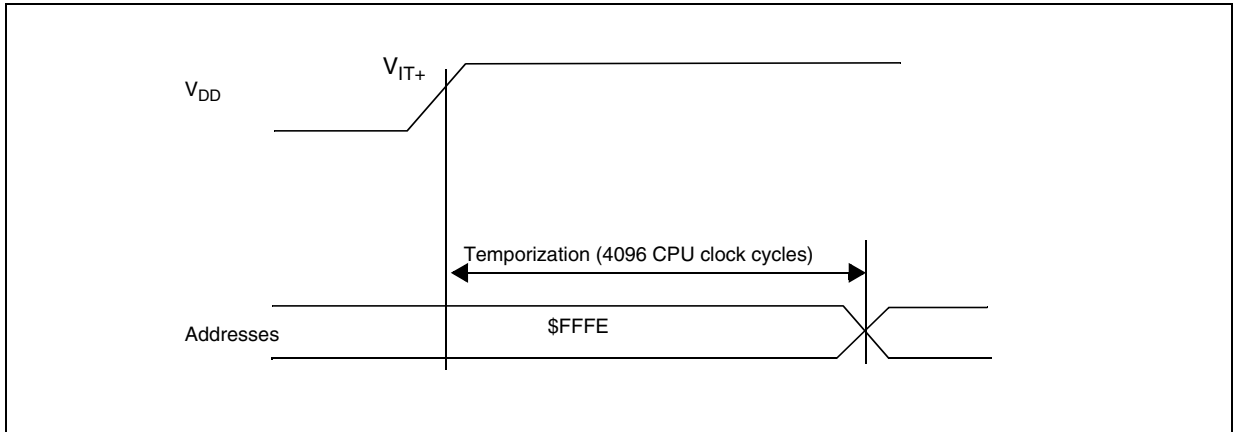 V_IT+
V_DD
Temporization (4096 CPU clock cycles)
$FFFE
Addresses